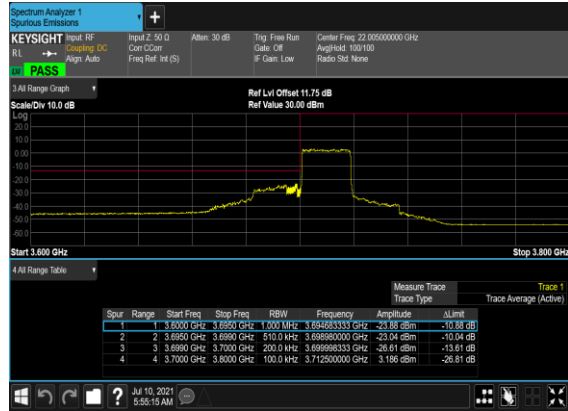 Spectrum Analyzer 1
Spurious Emissions
KEYSIGHT Input: RF Input Z: 50 Ω Atten: 30 dB Trig: Free Run Center Freq: 22.005000000 GHz
RL Coupling: DC Corr CCorr Gate: Off Avg|Hold: 100/100
Align: Auto Freq Ref: Int (S) IF Gain: Low Radio Std: None
PASS
3 All Range Graph
Ref Lvl Offset 11.75 dB
Scale/Div 10.0 dB Ref Value 30.00 dBm
Log
20.0
10.0
0.00
-10.0
-20.0
-30.0
-40.0
-50.0
-60.0
Start 3.600 GHz Stop 3.800 GHz
4 All Range Table
Measure Trace Trace 1
Trace Type Trace Average (Active)
Spur Range Start Freq Stop Freq RBW Frequency Amplitude ΔLimit
1 1 3.6000 GHz 3.6950 GHz 1.000 MHz 3.694683333 GHz -23.88 dBm -10.88 dB
2 2 3.6950 GHz 3.6990 GHz 510.0 kHz 3.698980000 GHz -23.04 dBm -10.04 dB
3 3 3.6990 GHz 3.7000 GHz 200.0 kHz 3.699998333 GHz -26.61 dBm -13.61 dB
4 4 3.7000 GHz 3.8000 GHz 100.0 kHz 3.712500000 GHz 3.186 dBm -26.81 dB
Jul 10, 2021
5:55:15 AM